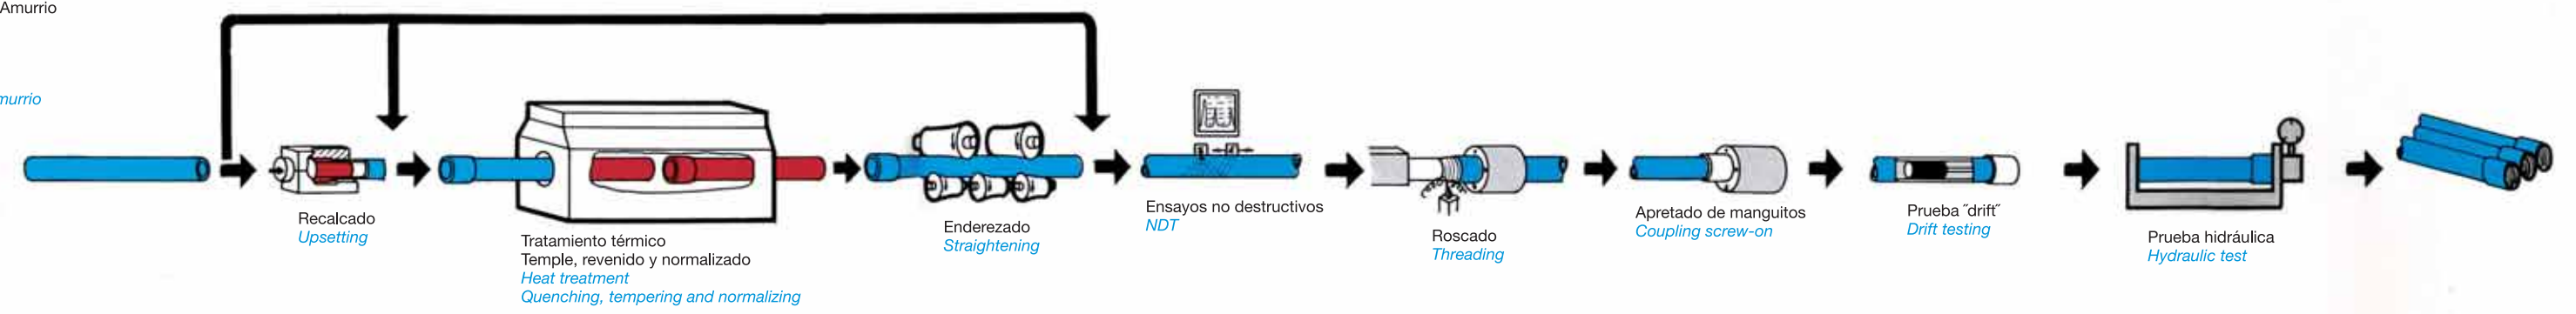 Amurrio
murrio
Recalcado
Upsetting
Tratamiento térmico
Temple, revenido y normalizado
Heat treatment
Quenching, tempering and normalizing
Enderezado
Straightening
Ensayos no destructivos
NDT
Roscado
Threading
Apretado de manguitos
Coupling screw-on
Prueba ˝drift˝
Drift testing
Prueba hidráulica
Hydraulic test